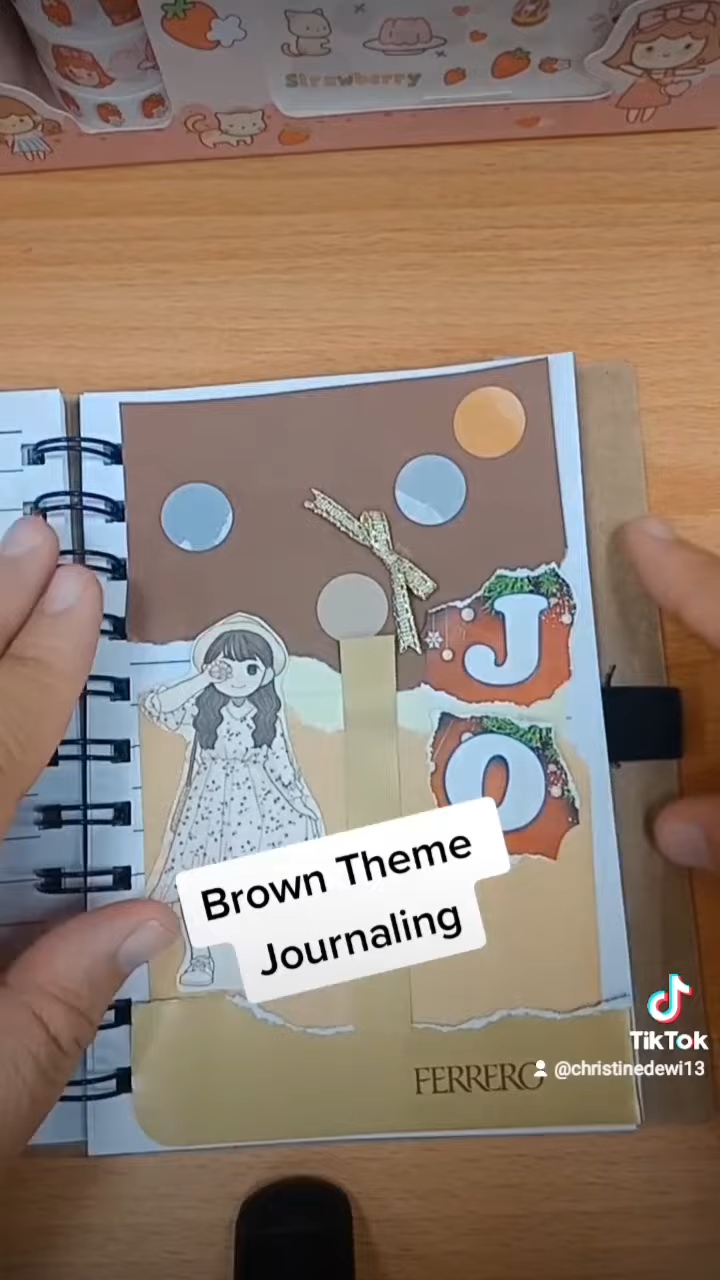 Strawberry
J
O
Brown Theme
Journaling
FERRERO
TikTok
@christinedewi13